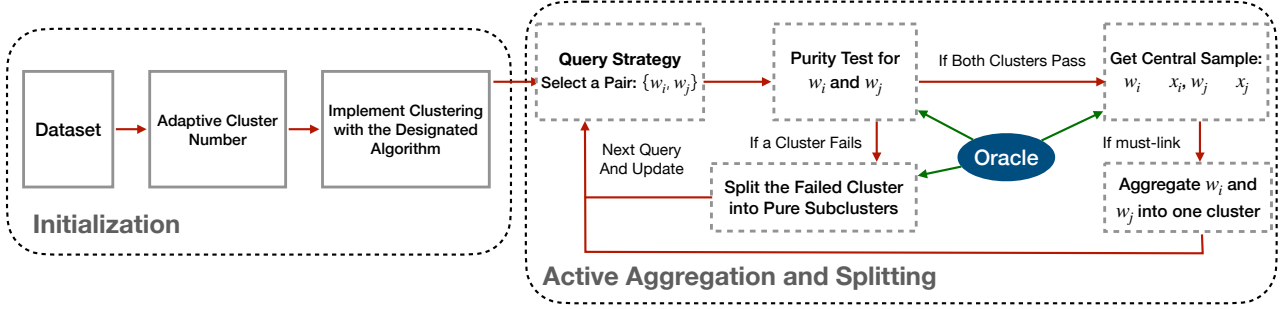 Dataset
Adaptive Cluster
Number
Implement Clustering
with the Designated
Algorithm
Initialization
Query Strategy
Select a Pair: {w_i, w_j}
Purity Test for
w_i and w_j
If Both Clusters Pass
Get Central Sample:
w_i x_i, w_j x_j
Next Query
And Update
If a Cluster Fails
Oracle
If must-link
Split the Failed Cluster
into Pure Subclusters
Aggregate w_i and
w_j into one cluster
Active Aggregation and Splitting